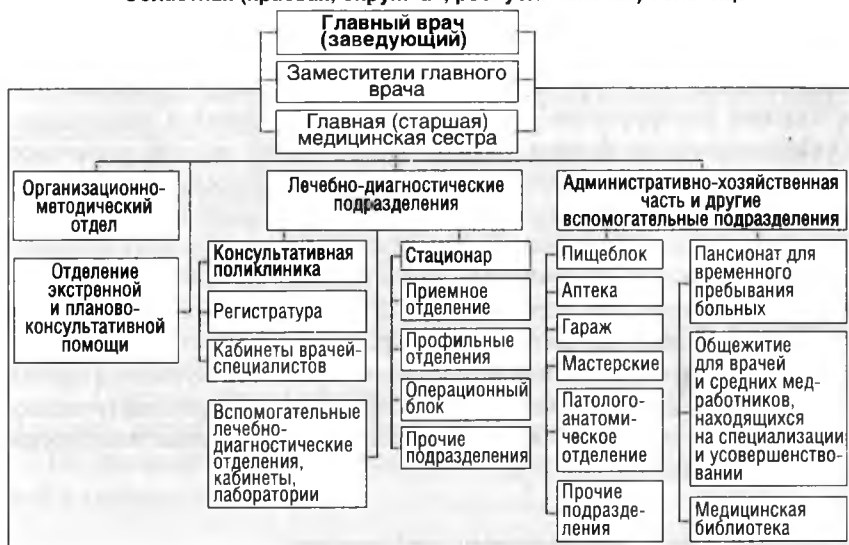 Главный врач
(заведующий)
Заместители главного
врача
Главная (старшая)
медицинская сестра
Организационно-
методический
отдел
Отделение
экстренной
и планово-
консультативной
помощи
Лечебно-диагностические
подразделения
Консультативная
поликлиника
Регистратура
Кабинеты врачей-
специалистов
Вспомогательные
лечебно-
диагностические
отделения,
кабинеты,
лаборатории
Стационар
Приемное
отделение
Профильные
отделения
Операционный
блок
Прочие
подразделения
Административно-хозяйственная
часть и другие
вспомогательные подразделения
Пищеблок
Аптека
Гараж
Мастерские
Патолого-
анатоми-
ческое
отделение
Прочие
подразде-
ления
Пансионат для
временного
пребывания
больных
Общежитие
для врачей
и средних мед-
работников,
находящихся
на специализации
и усовершенство-
вании
Медицинская
библиотека